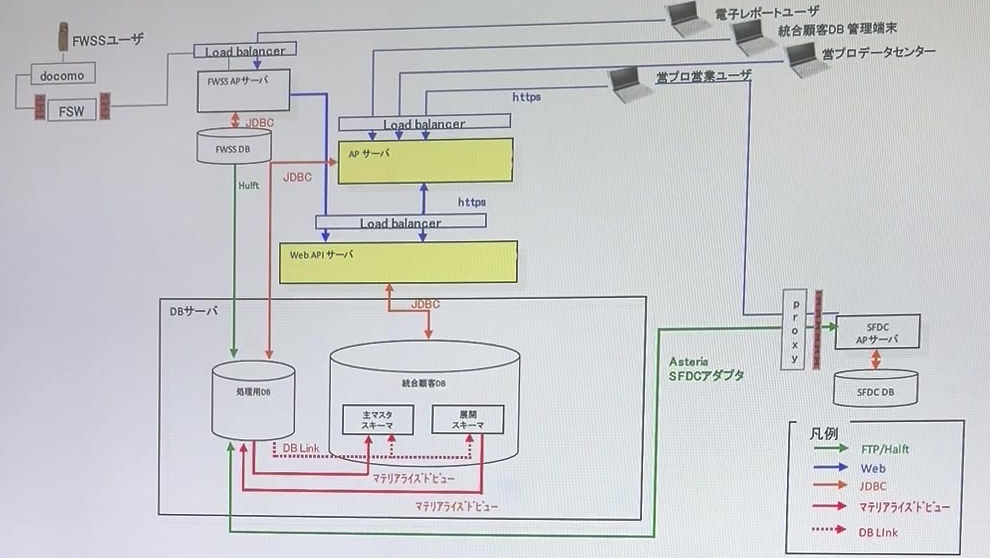 電子レポートユーザ
統合顧客DB 管理端末
営プロデータセンター
FWSSユーザ
営プロ営業ユーザ
docomo
FSW
Load balancer
FWSS APサーバ
https
JDBC
Load balancer
FWSS DB
AP サーバ
JDBC
Hulft
https
Load balancer
Web API サーバ
JDBC
DBサーバ
proxy
SFDC
APサーバ
Asteria
SFDCアダプタ
統合顧客DB
処理用DB
SFDC DB
主マスタ
スキーマ
展開
スキーマ
DB Link
マテリアライズドビュー
マテリアライズドビュー
凡例
FTP/Halft
Web
JDBC
マテリアライズドビュー
DB LInk